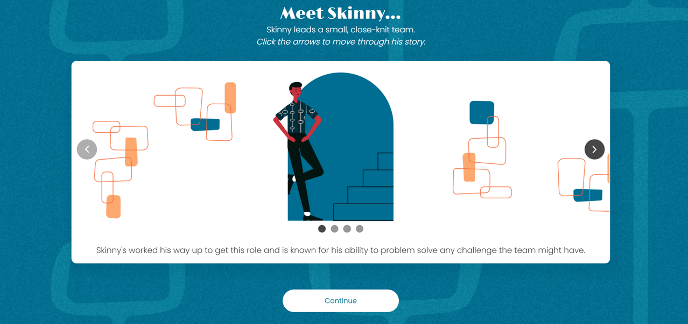 Meet Skinny...
Skinny leads a small, close-knit team.
Click the arrows to move through his story.
Skinny's worked his way up to get this role and is known for his ability to problem solve any challenge the team might have.
Continue